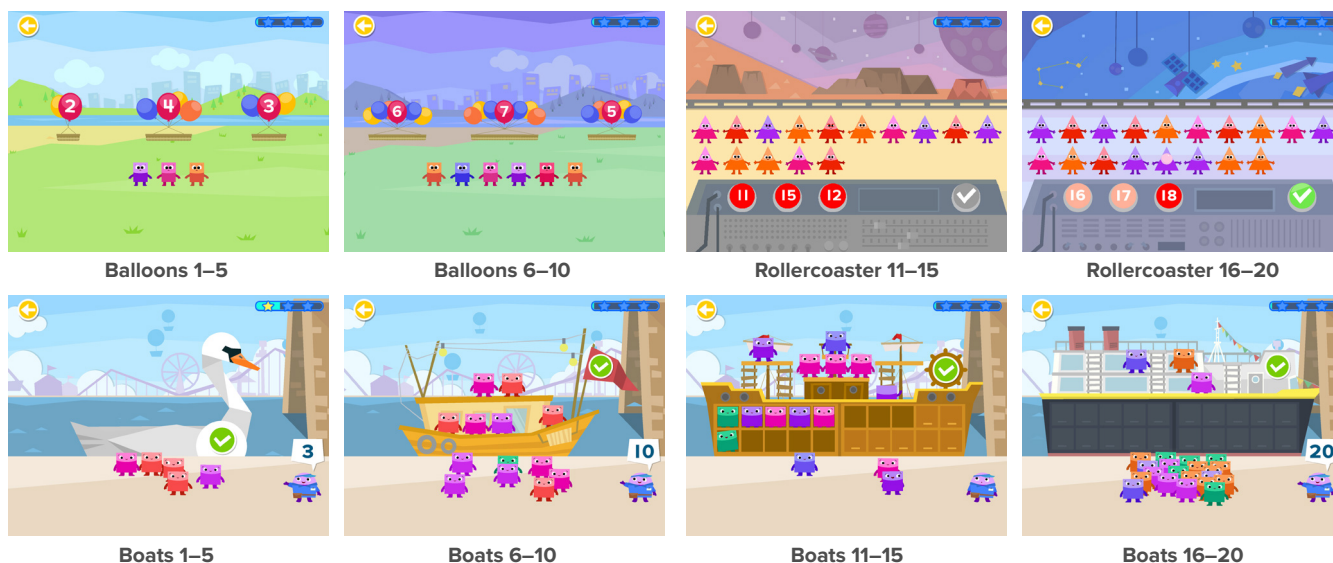 2
4
3
6
7
5
11
15
12
16
17
18
Balloons 1–5
Balloons 6–10
Rollercoaster 11–15
Rollercoaster 16–20
3
10
20
Boats 1–5
Boats 6–10
Boats 11–15
Boats 16–20